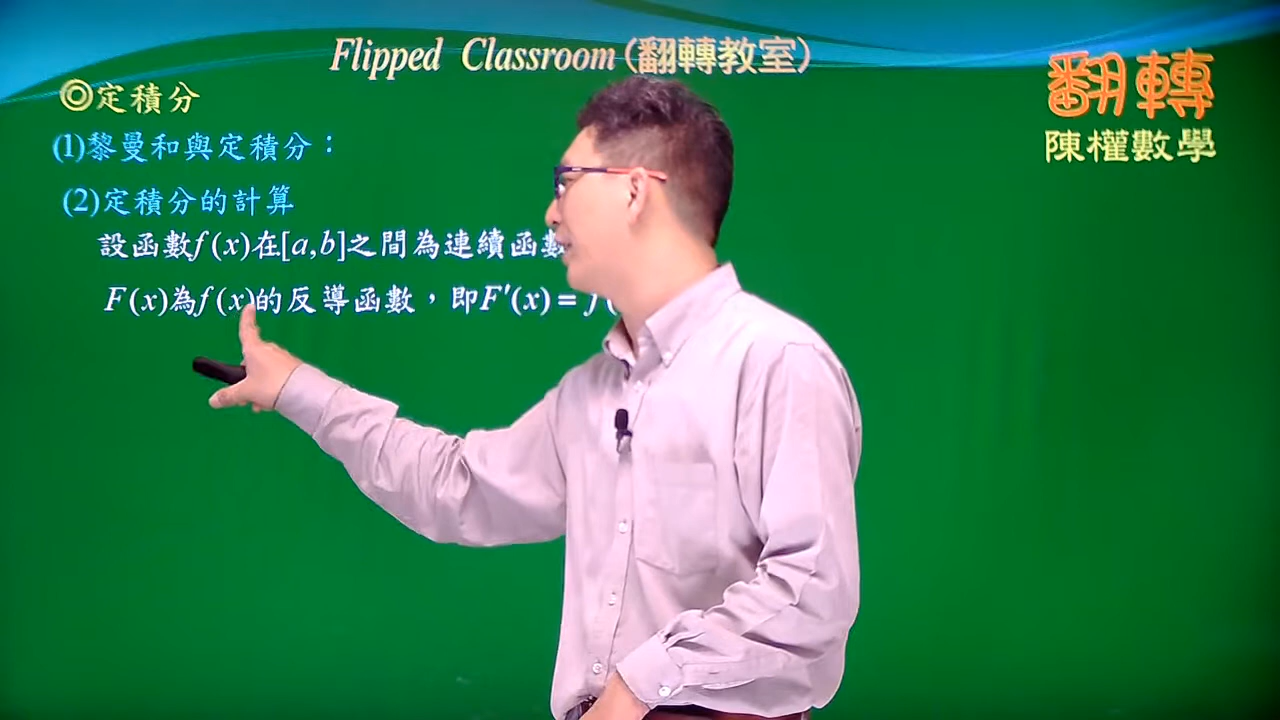 Flipped Classroom (翻轉教室)
翻轉
陳權數學
◎定積分
(1)黎曼和與定積分：
(2)定積分的計算
設函數f(x)在[a,b]之間為連續函數
F(x)為f(x)的反導函數，即F′(x) = f(